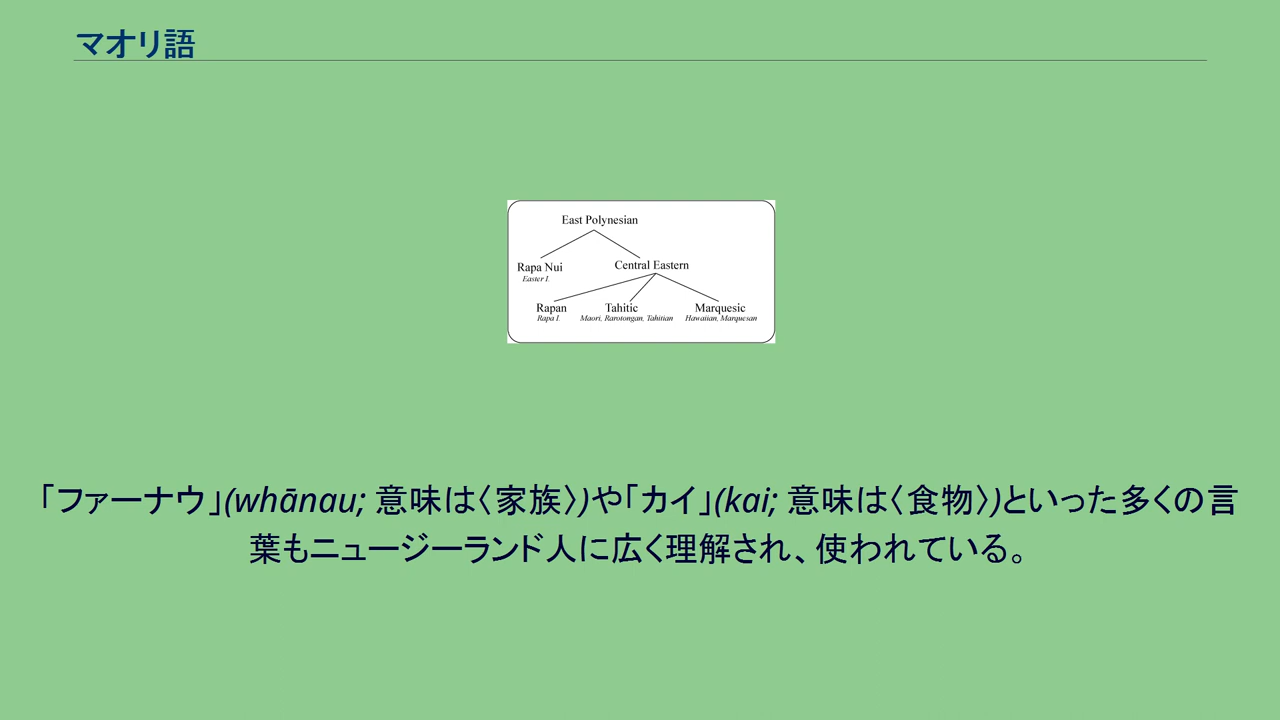 マオリ語
East Polynesian
Rapa Nui Central Eastern
Easter I.
Rapan Tahitic Marquesic
Rapa I. Maori, Rarotongan, Tahitian Hawaiian, Marquesan
「ファーナウ」(whānau; 意味は〈家族〉)や「カイ」(kai; 意味は〈食物〉)といった多くの言
葉もニュージーランド人に広く理解され、使われている。